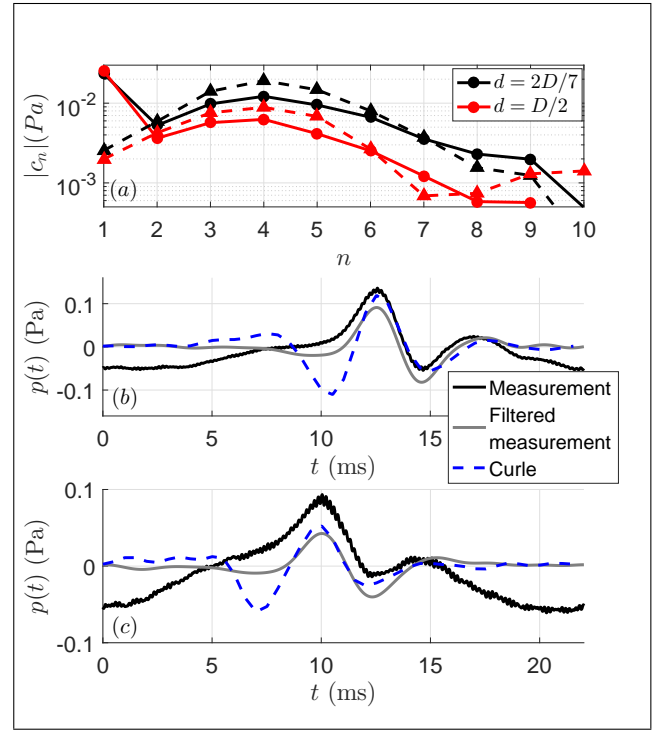 |c_n|(Pa)
10^{-2}
10^{-3}
d = 2D/7
d = D/2
(a)
1 2 3 4 5 6 7 8 9 10
n
p(t) (Pa)
0.1
0
-0.1
(b)
0 5 10 15
t (ms)
Measurement
Filtered
measurement
Curle
p(t) (Pa)
0.1
0
-0.1
(c)
0 5 10 15 20
t (ms)